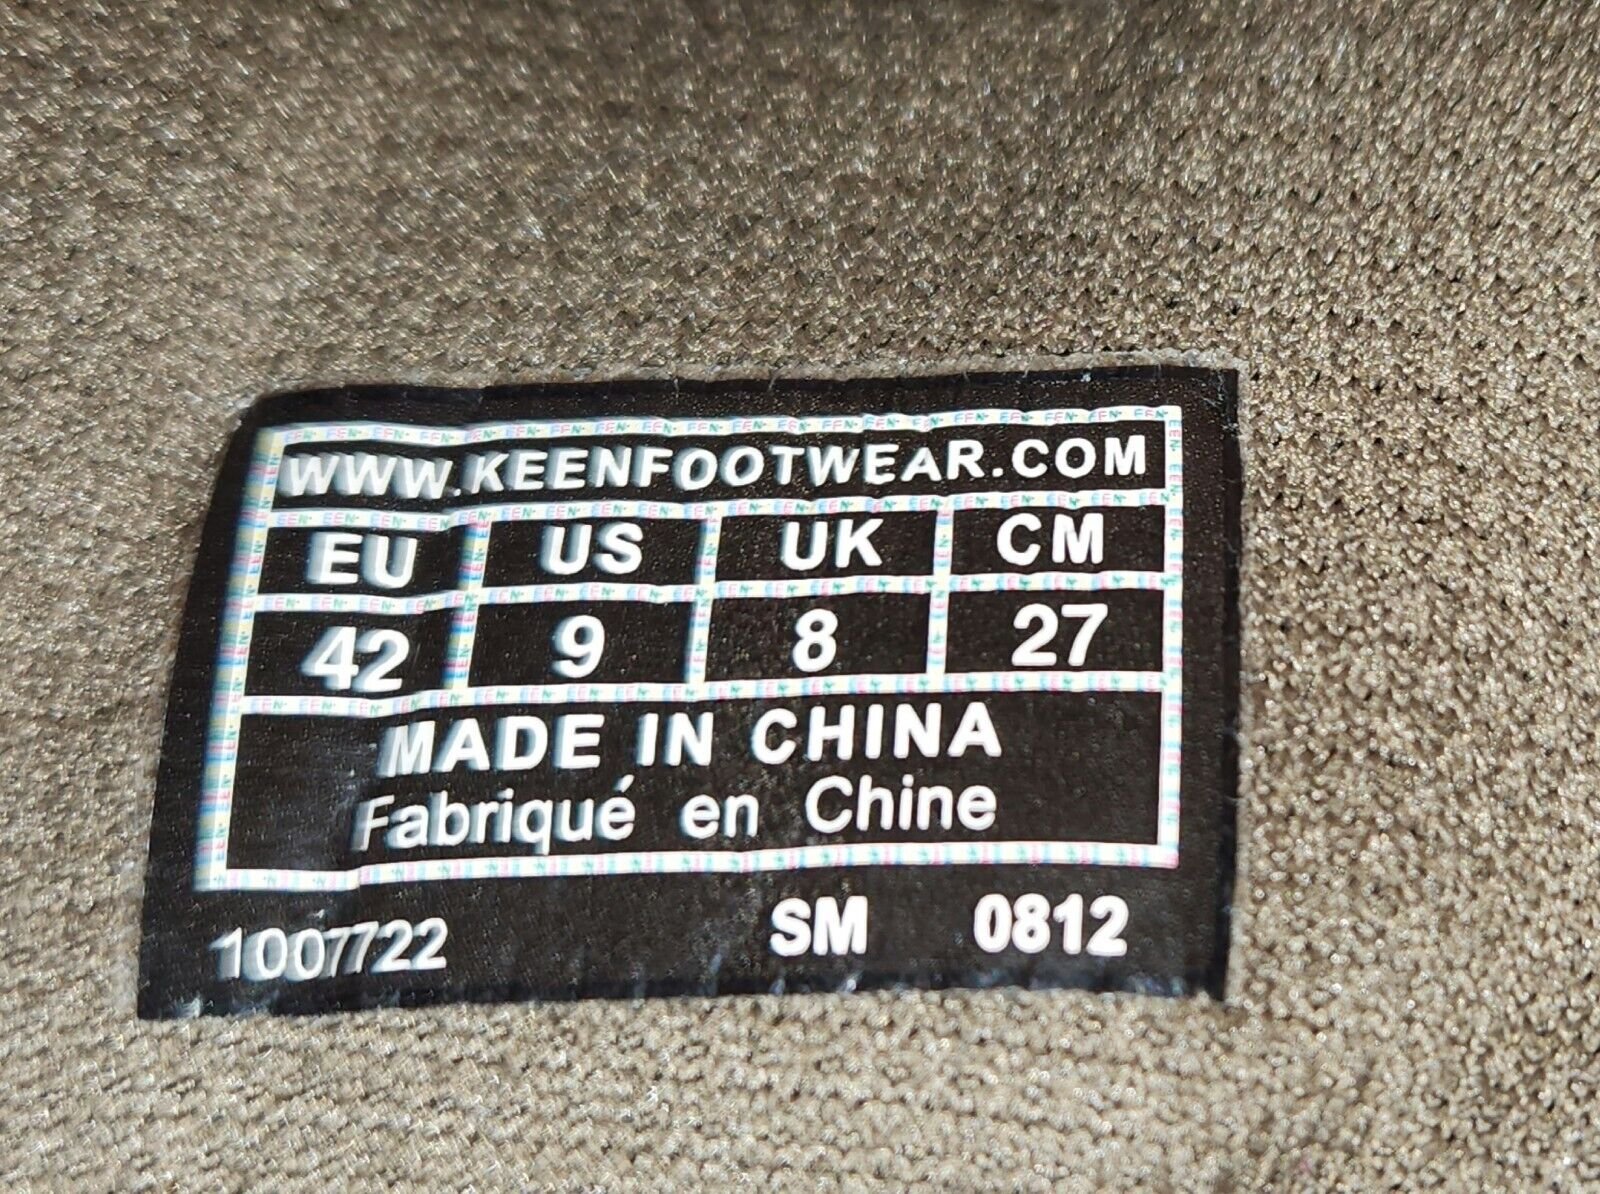 WWW.KEENFOOTWEAR.COM
EU US UK CM
42 9 8 27
MADE IN CHINA
Fabriqué en Chine
1007722 SM 0812